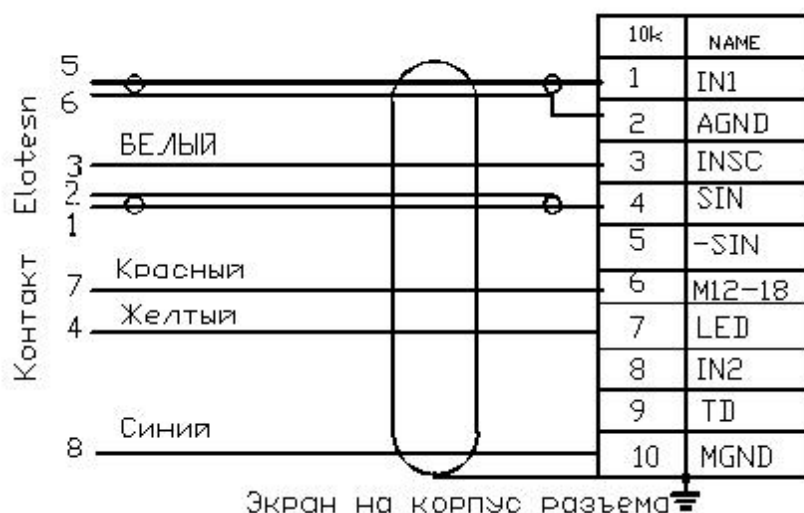 10k NAME
5
1 IN1
6
2 AGND
БЕЛЫЙ
3
3 INSC
2
4 SIN
1
5 -SIN
Красный
7
6 M12-18
Желтый
4
7 LED
8 IN2
9 TD
Синий
8
10 MGND
Контакт Elotesn
Экран на корпус разъема